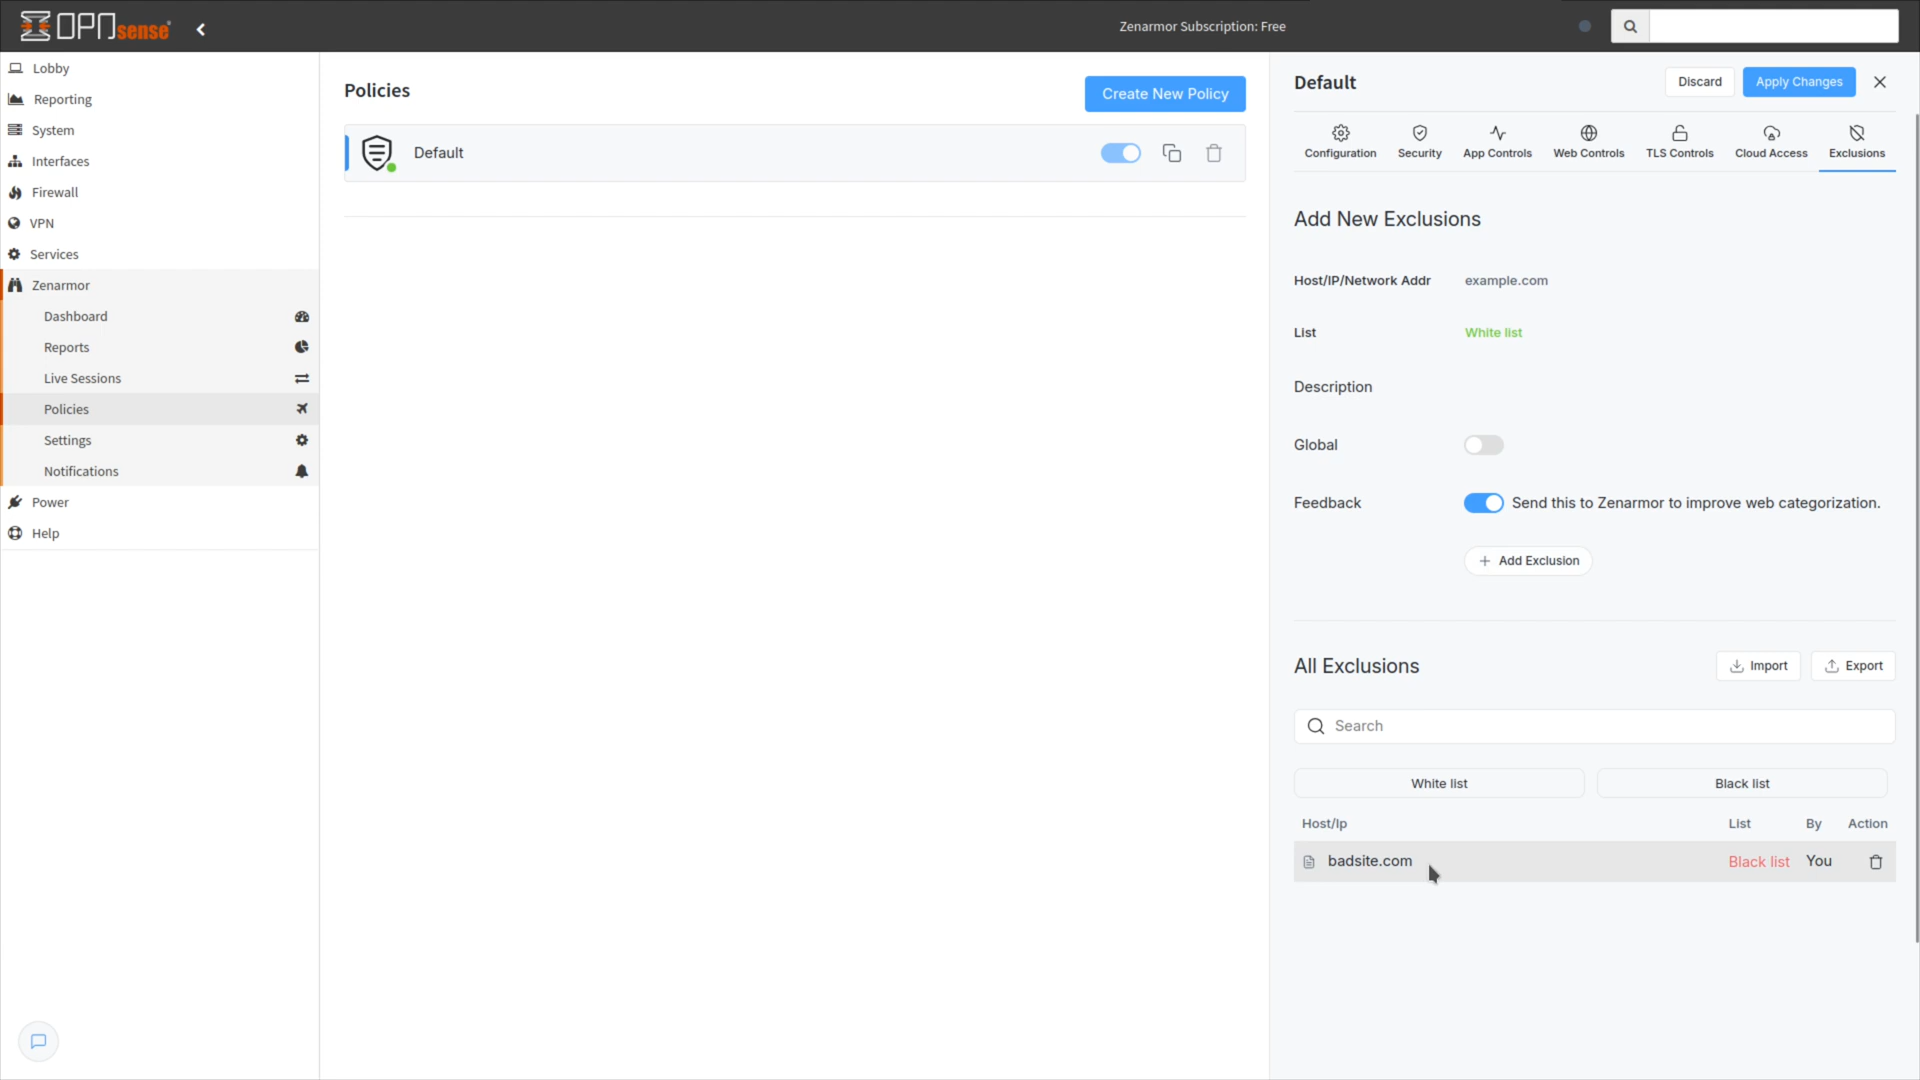 OPNsense
Zenarmor Subscription: Free
Lobby
Reporting
System
Interfaces
Firewall
VPN
Services
Zenarmor
Dashboard
Reports
Live Sessions
Policies
Settings
Notifications
Power
Help
Policies
Create New Policy
Default
Default
Discard
Apply Changes
Configuration
Security
App Controls
Web Controls
TLS Controls
Cloud Access
Exclusions
Add New Exclusions
Host/IP/Network Addr example.com
List White list
Description
Global
Feedback Send this to Zenarmor to improve web categorization.
Add Exclusion
All Exclusions
Import
Export
Search
White list
Black list
Host/Ip List By Action
badsite.com Black list You